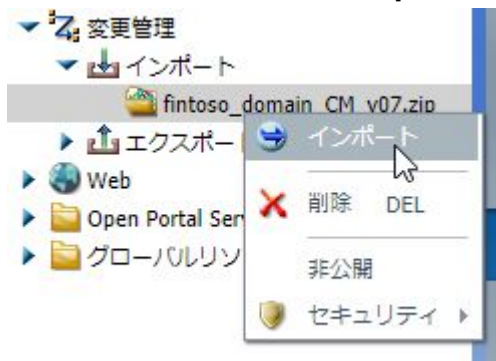 変更管理
インポート
fintoso_domain_CM_v07.zip
エクスポー
インポート
Web
削除 DEL
Open Portal Ser
グローバルリソ
非公開
セキュリティ